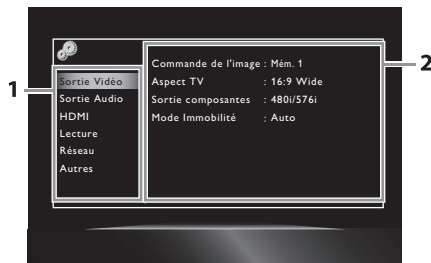 1
2
Sortie Vidéo
Sortie Audio
HDMI
Lecture
Réseau
Autres
Commande de l'image : Mém. 1
Aspect TV : 16:9 Wide
Sortie composantes : 480i/576i
Mode Immobilité : Auto